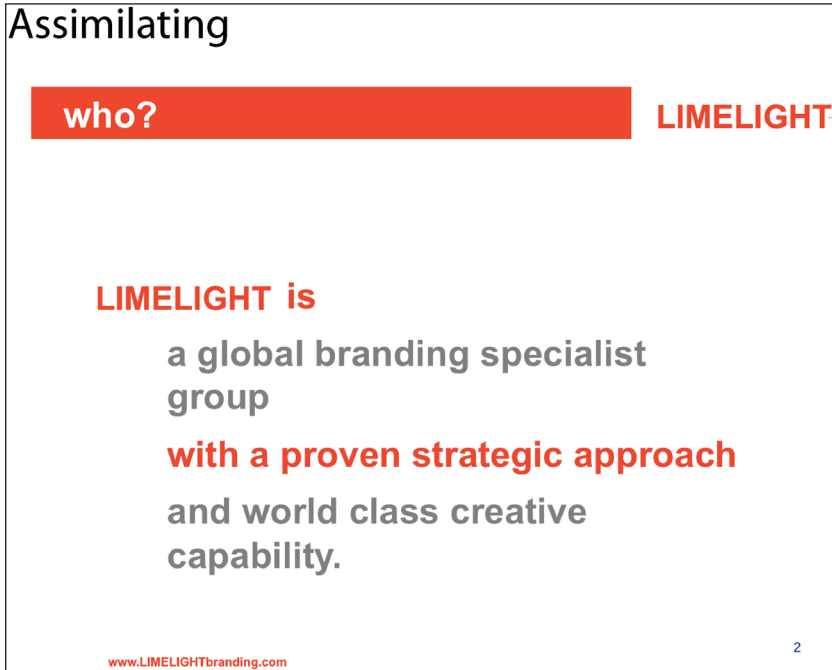 Assimilating
who?
LIMELIGHT
LIMELIGHT is
a global branding specialist
group
with a proven strategic approach
and world class creative
capability.
www.LIMELIGHTbranding.com
2